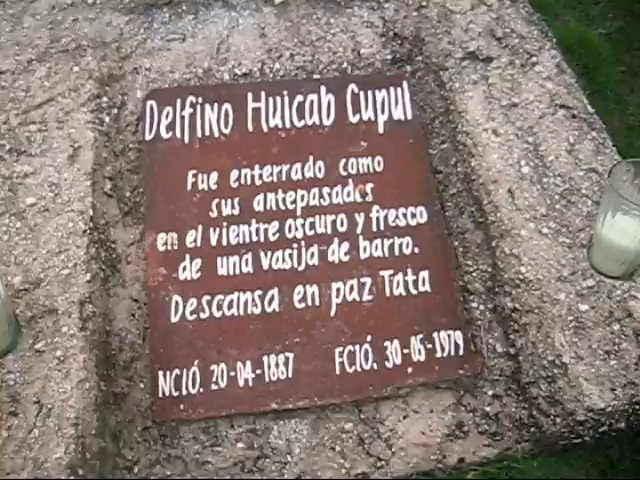 Delfino Huicab Cupul
Fue enterrado como
sus antepasados
en el vientre oscuro y fresco
de una vasija de barro.
Descansa en paz Tata
NCIÓ. 20-04-1887 FCIÓ. 30-05-1979